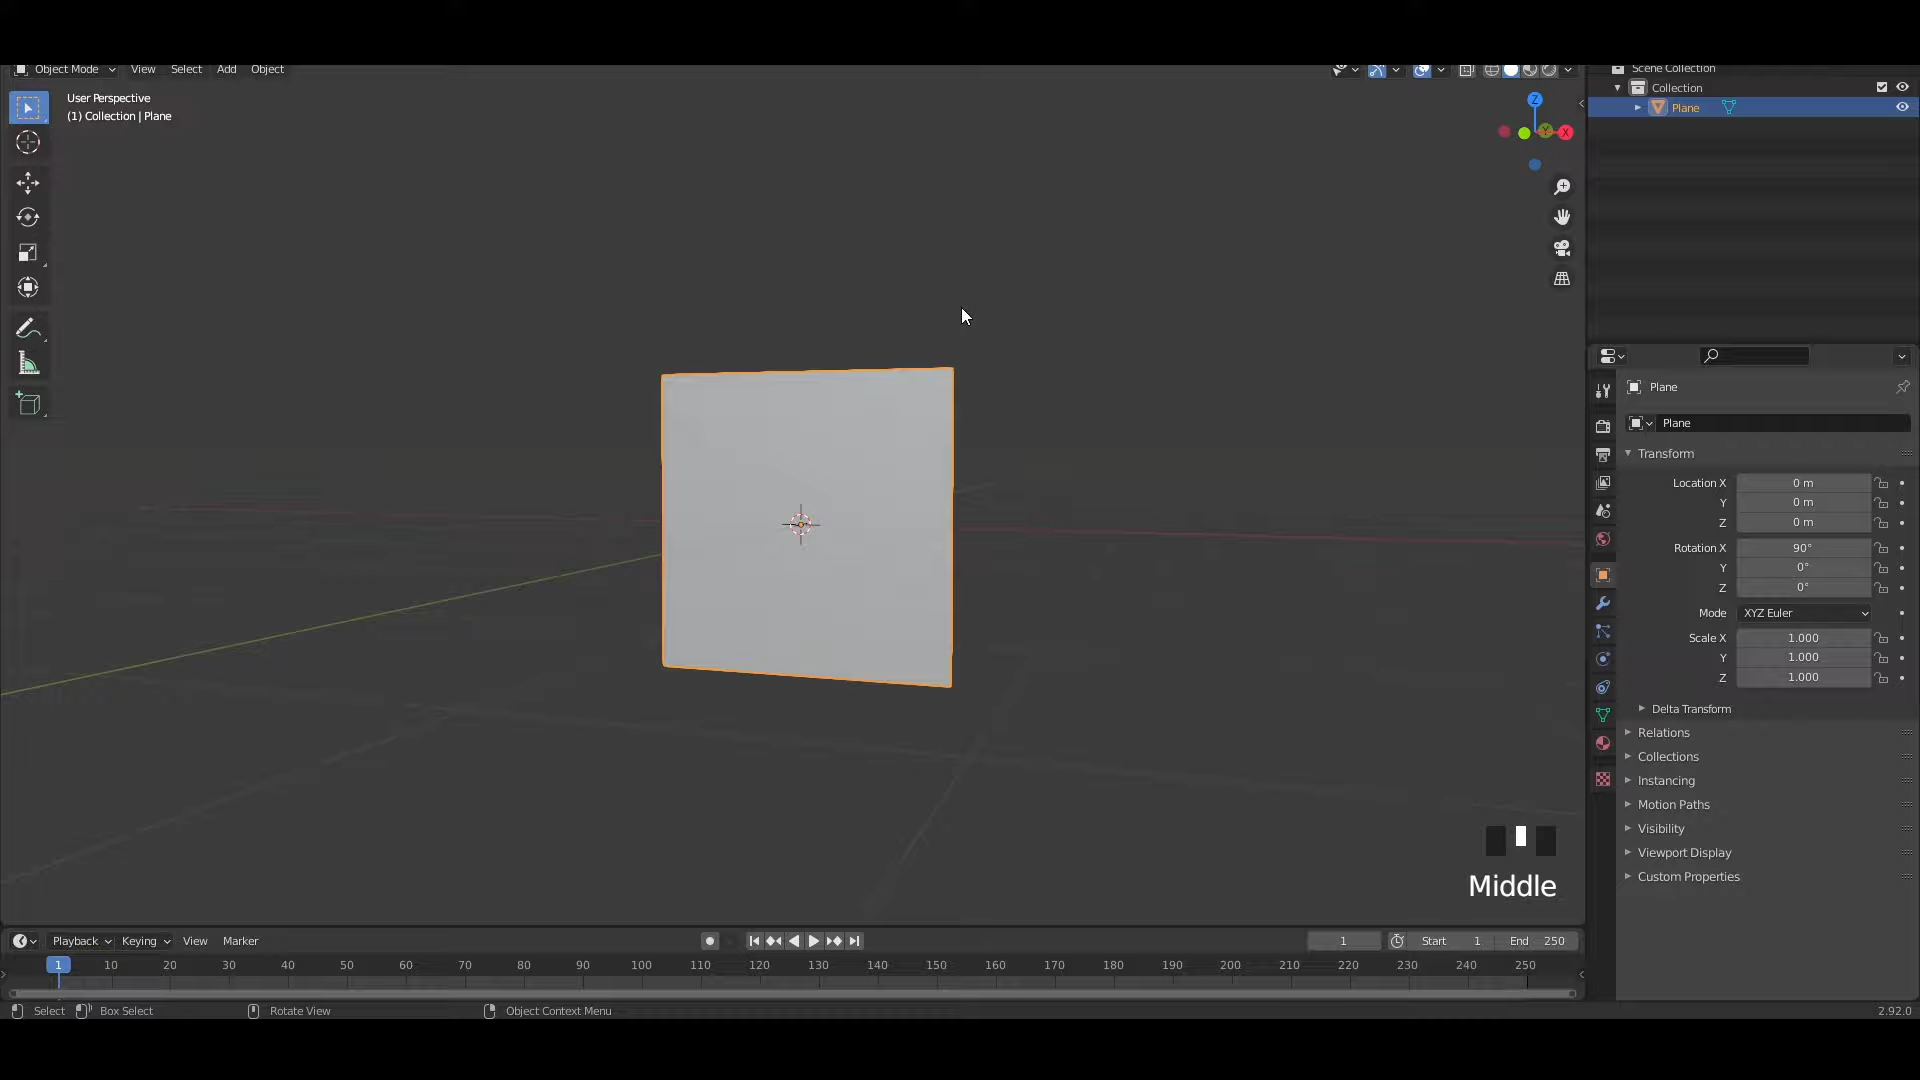 Object Mode View Select Add Object
User Perspective
(1) Collection | Plane
Z
Y
X
Scene Collection
Collection
Plane
Plane
Plane
Transform
Location X 0 m
Y 0 m
Z 0 m
Rotation X 90°
Y 0°
Z 0°
Mode XYZ Euler
Scale X 1.000
Y 1.000
Z 1.000
Delta Transform
Relations
Collections
Instancing
Motion Paths
Visibility
Viewport Display
Custom Properties
Middle
Playback Keying View Marker 1 Start 1 End 250
1 10 20 30 40 50 60 70 80 90 100 110 120 130 140 150 160 170 180 190 200 210 220 230 240 250
Select Box Select Rotate View Object Context Menu 2.92.0